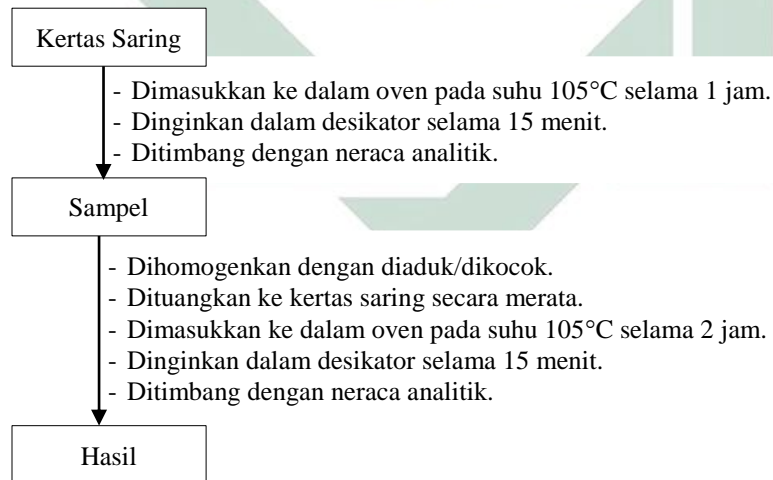 Kertas Saring
- Dimasukkan ke dalam oven pada suhu 105°C selama 1 jam.
- Dinginkan dalam desikator selama 15 menit.
- Ditimbang dengan neraca analitik.
Sampel
- Dihomogenkan dengan diaduk/dikocok.
- Dituangkan ke kertas saring secara merata.
- Dimasukkan ke dalam oven pada suhu 105°C selama 2 jam.
- Dinginkan dalam desikator selama 15 menit.
- Ditimbang dengan neraca analitik.
Hasil